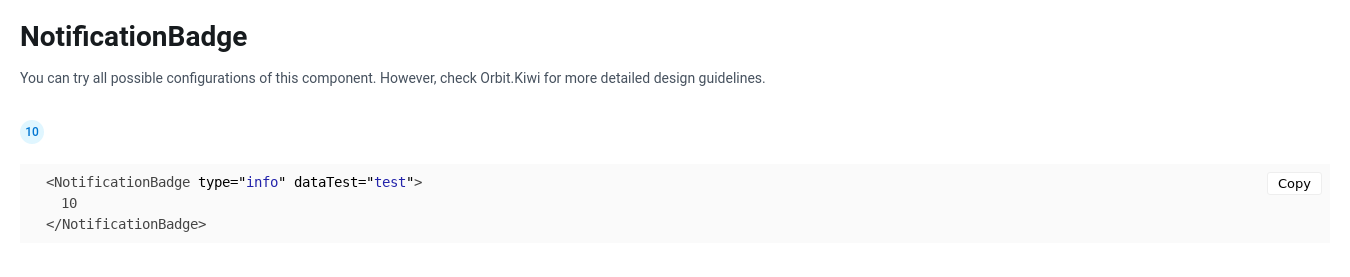 NotificationBadge
You can try all possible configurations of this component. However, check Orbit.Kiwi for more detailed design guidelines.
10
<NotificationBadge type="info" dataTest="test">
Copy
10
</NotificationBadge>